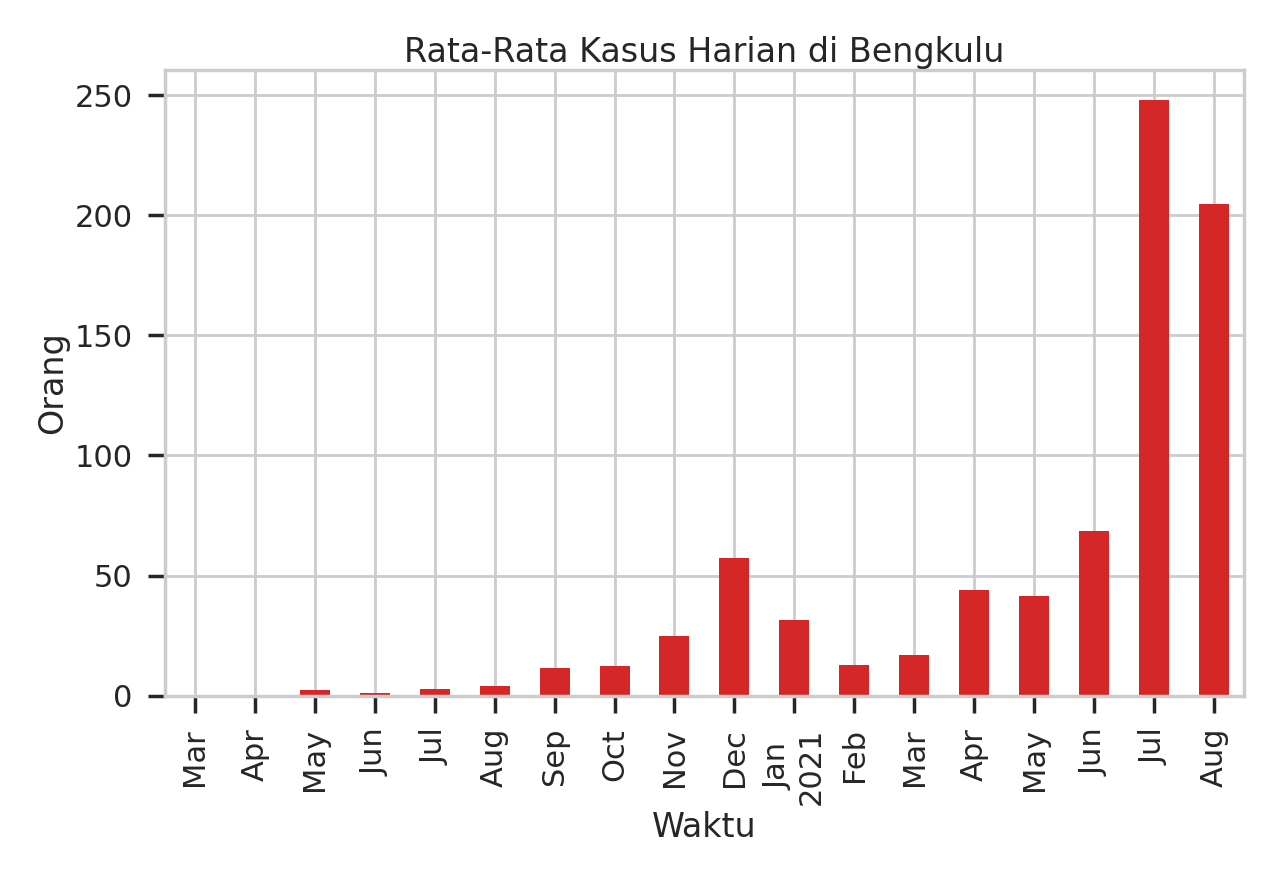 Rata-Rata Kasus Harian di Bengkulu
250
200
150
100
50
0
Orang
Mar
Apr
May
Jun
Jul
Aug
Sep
Oct
Nov
Dec
Jan
2021
Feb
Mar
Apr
May
Jun
Jul
Aug
Waktu